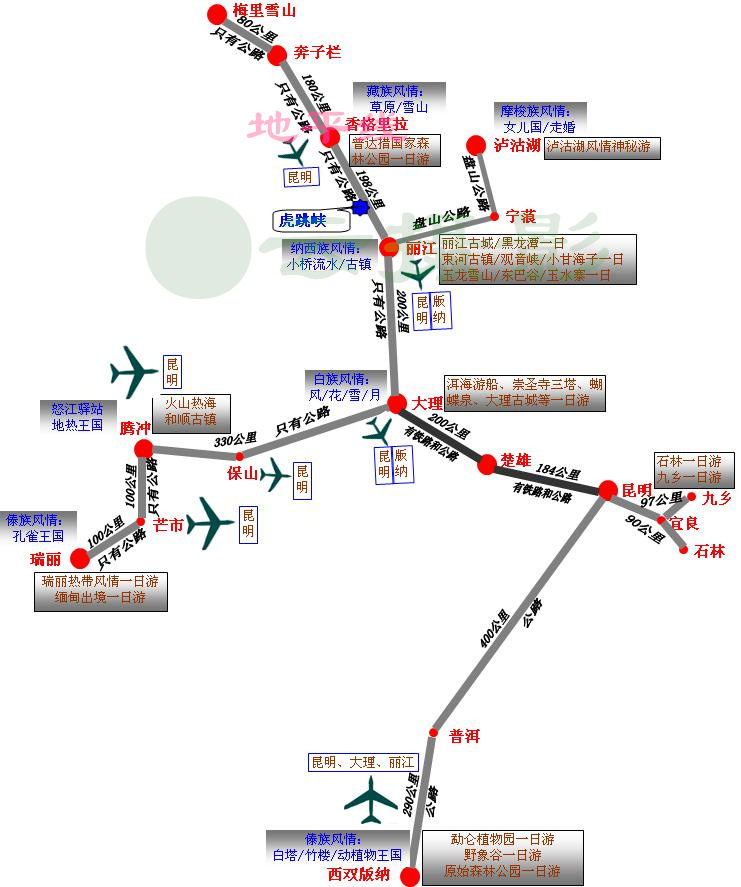 梅里雪山
80公里
只有公路
奔子栏
180公里
只有公路
藏族风情:
草原/雪山
摩梭族风情:
女儿国/走婚
地平线
香格里拉
普达措国家森
林公园一日游
泸沽湖
泸沽湖风情神秘游
昆明
只有公路
198公里
盘山公路
虎跳峡
盘山公路
宁蒗
纳西族风情:
小桥流水/古镇
丽江
丽江古城/黑龙潭一日
束河古镇/观音峡/小甘海子一日
玉龙雪山/东巴谷/玉水寨一日
昆明
版纳
只有公路
200公里
昆明
白族风情:
风/花/雪/月
怒江驿站
地热王国
火山热海
和顺古镇
大理
洱海游船、崇圣寺三塔、蝴
蝶泉、大理古城等一日游
腾冲
330公里
只有公路
保山
昆明
昆明
版纳
200公里
有铁路和公路
楚雄
184公里
有铁路和公路
昆明
石林一日游
九乡一日游
97公里
九乡
宜良
90公里
石林
100公里
只有公路
芒市
昆明
傣族风情:
孔雀王国
100公里
只有公路
瑞丽
瑞丽热带风情一日游
缅甸出境一日游
400公里
公路
普洱
昆明、大理、丽江
290公里
公路
傣族风情:
白塔/竹楼/动植物王国
西双版纳
勐仑植物园一日游
野象谷一日游
原始森林公园一日游